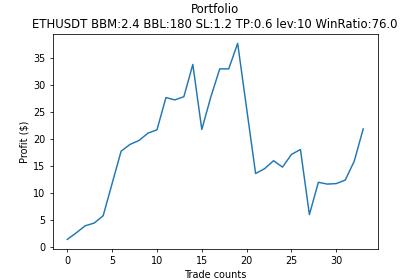 Portfolio
ETHUSDT BBM:2.4 BBL:180 SL:1.2 TP:0.6 lev:10 WinRatio:76.0
35
30
25
20
15
10
5
0
Profit ($)
0 5 10 15 20 25 30
Trade counts